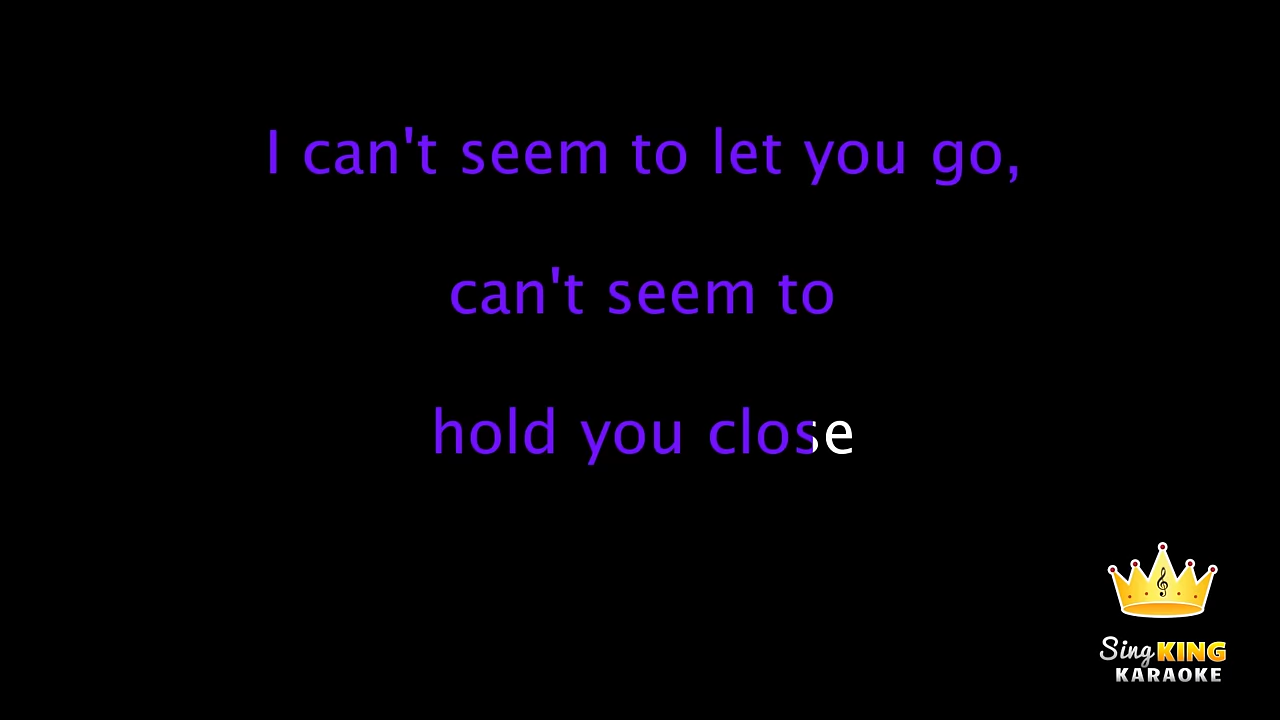 I can't seem to let you go,
can't seem to
hold you close
Sing KING
KARAOKE